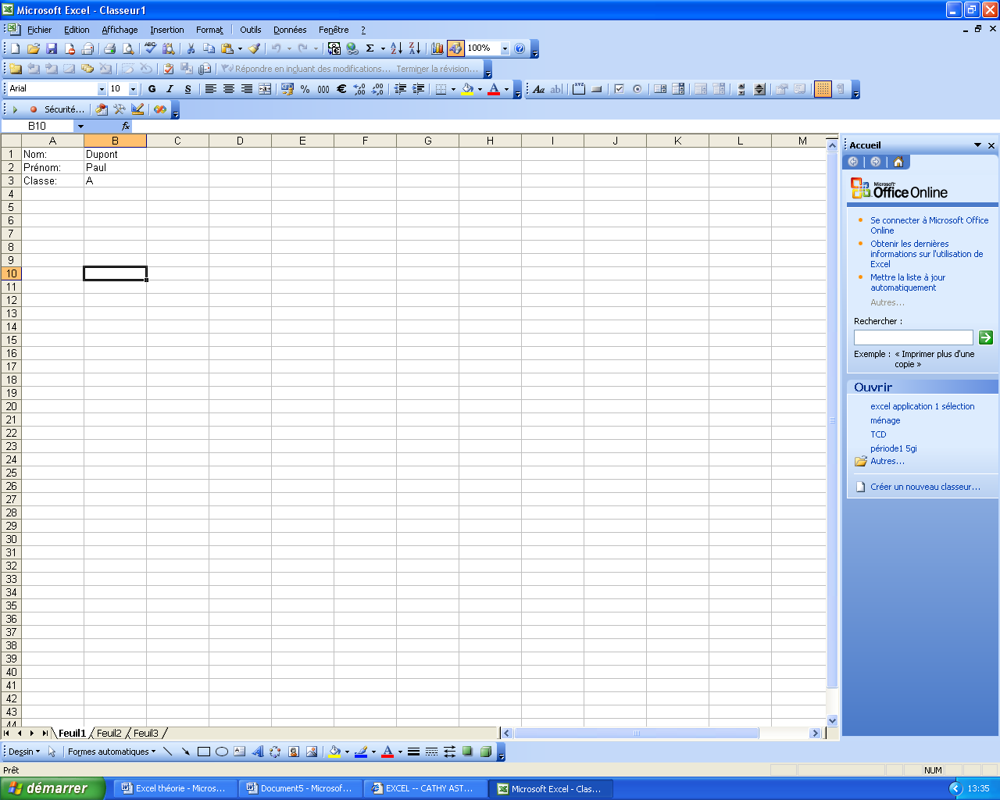 Microsoft Excel - Classeur1
Fichier Edition Affichage Insertion Format Outils Données Fenêtre ?
100%
Répondre en incluant des modifications... Terminer la révision...
Arial 10 G I S % 000 €
Sécurité...
B10 fx
A B C D E F G H I J K L M
1 Nom: Dupont
2 Prénom: Paul
3 Classe: A
4
5
6
7
8
9
10
11
12
13
14
15
16
17
18
19
20
21
22
23
24
25
26
27
28
29
30
31
32
33
34
35
36
37
38
39
40
41
42
43
44
Accueil
Microsoft
Office Online
Se connecter à Microsoft Office
Online
Obtenir les dernières
informations sur l'utilisation de
Excel
Mettre la liste à jour
automatiquement
Autres...
Rechercher :
Exemple : « Imprimer plus d'une
copie »
Ouvrir
excel application 1 sélection
ménage
TCD
période1 5gi
Autres...
Créer un nouveau classeur...
Feuil1 Feuil2 Feuil3
Dessin Formes automatiques
Prêt NUM
démarrer Excel théorie - Micros... Document5 - Microsof... EXCEL -- CATHY AST... Microsoft Excel - Clas... 13:35